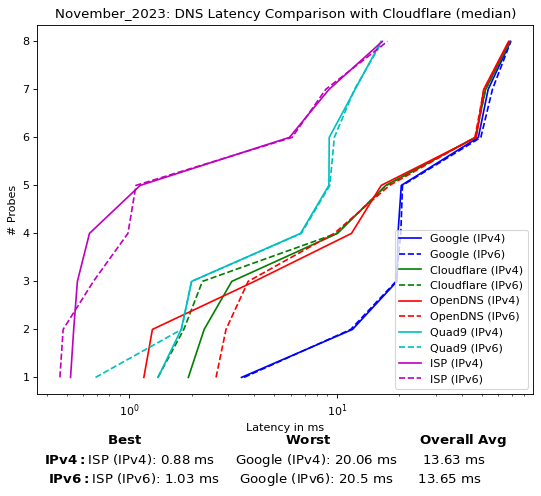 November_2023: DNS Latency Comparison with Cloudflare (median)
8
7
6
5
4
3
2
1
# Probes
Google (IPv4)
Google (IPv6)
Cloudflare (IPv4)
Cloudflare (IPv6)
OpenDNS (IPv4)
OpenDNS (IPv6)
Quad9 (IPv4)
Quad9 (IPv6)
ISP (IPv4)
ISP (IPv6)
10⁰ 10¹
Latency in ms
Best Worst Overall Avg
IPv4: ISP (IPv4): 0.88 ms Google (IPv4): 20.06 ms 13.63 ms
IPv6: ISP (IPv6): 1.03 ms Google (IPv6): 20.5 ms 13.65 ms